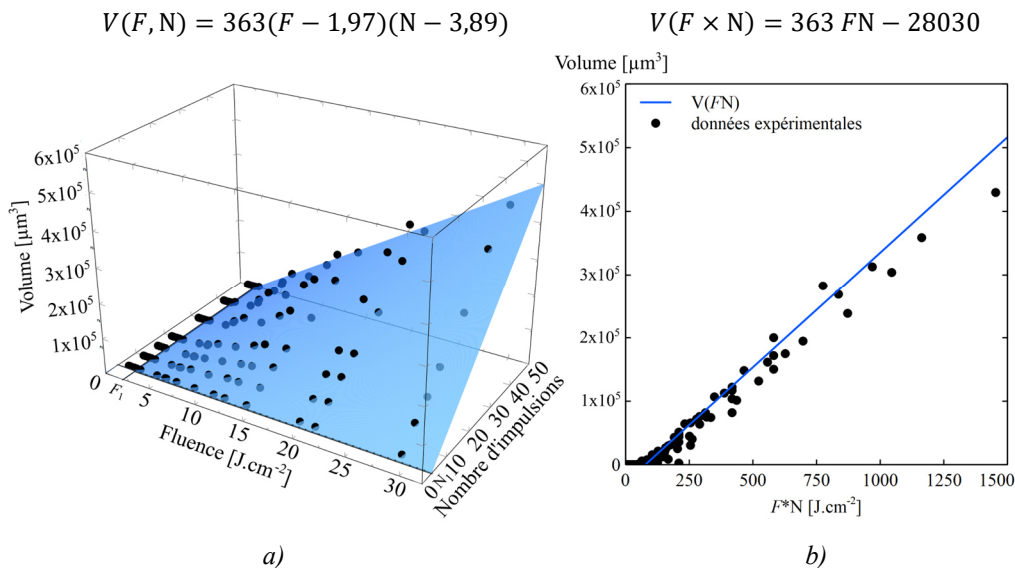 V(F, N) = 363(F − 1,97)(N − 3,89)
V(F × N) = 363 FN − 28030
6x10⁵
5x10⁵
4x10⁵
3x10⁵
2x10⁵
1x10⁵
Volume [µm³]
0
F₁
5
10
15
20
25
30
Fluence [J.cm⁻²]
0
N₁
10
20
30
40
50
Nombre d'impulsions
a)
Volume [µm³]
6x10⁵
5x10⁵
4x10⁵
3x10⁵
2x10⁵
1x10⁵
0
V(FN)
données expérimentales
0 250 500 750 1000 1250 1500
F*N [J.cm⁻²]
b)